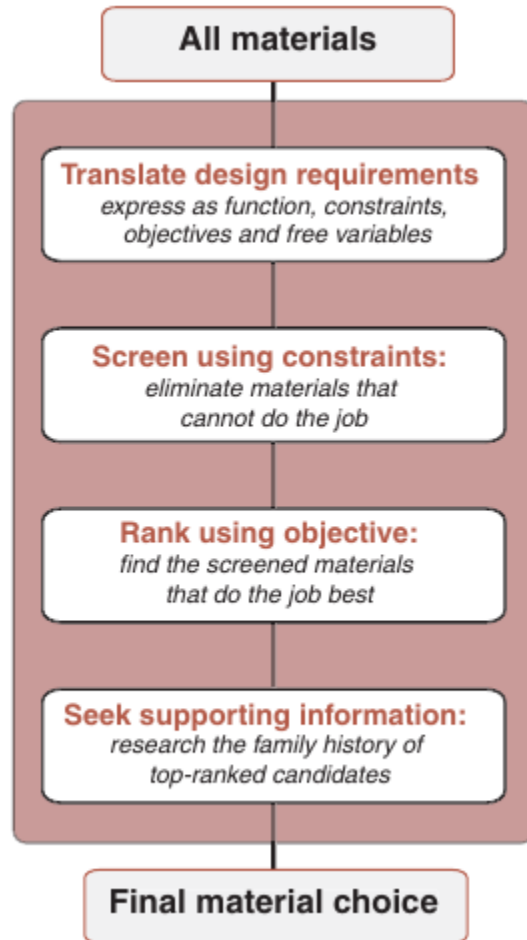 All materials
Translate design requirements
express as function, constraints,
objectives and free variables
Screen using constraints:
eliminate materials that
cannot do the job
Rank using objective:
find the screened materials
that do the job best
Seek supporting information:
research the family history of
top-ranked candidates
Final material choice